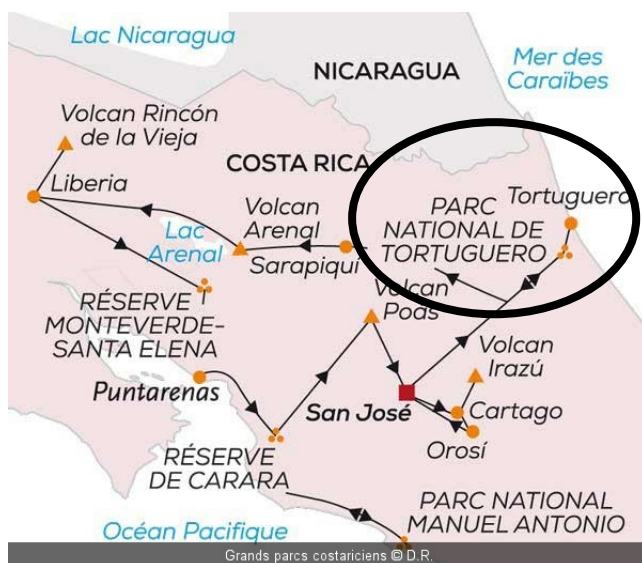 Lac Nicaragua
Mer des
Caraïbes
NICARAGUA
Volcan Rincón
de la Vieja
COSTA RICA
Liberia
Volcan
Arenal
PARC
NATIONAL DE
TORTUGUERO
Tortuguero
Lac
Arenal
Sarapiquí
RÉSERVE
MONTEVERDE-
SANTA ELENA
Volcan
Poás
Volcan
Irazú
Puntarenas
San José
Cartago
Orosí
RÉSERVE
DE CARARA
PARC NATIONAL
MANUEL ANTONIO
Océan Pacifique
Grands parcs costariciens © D.R.